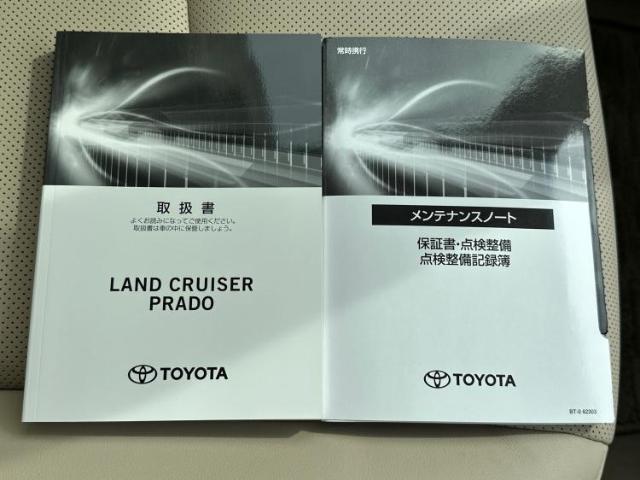 取扱書
よくお読みになってご使用ください。
取扱書は車の中に保管しましょう。
LAND CRUISER
PRADO
TOYOTA
常時携行
メンテナンスノート
保証書・点検整備
点検整備記録簿
TOYOTA